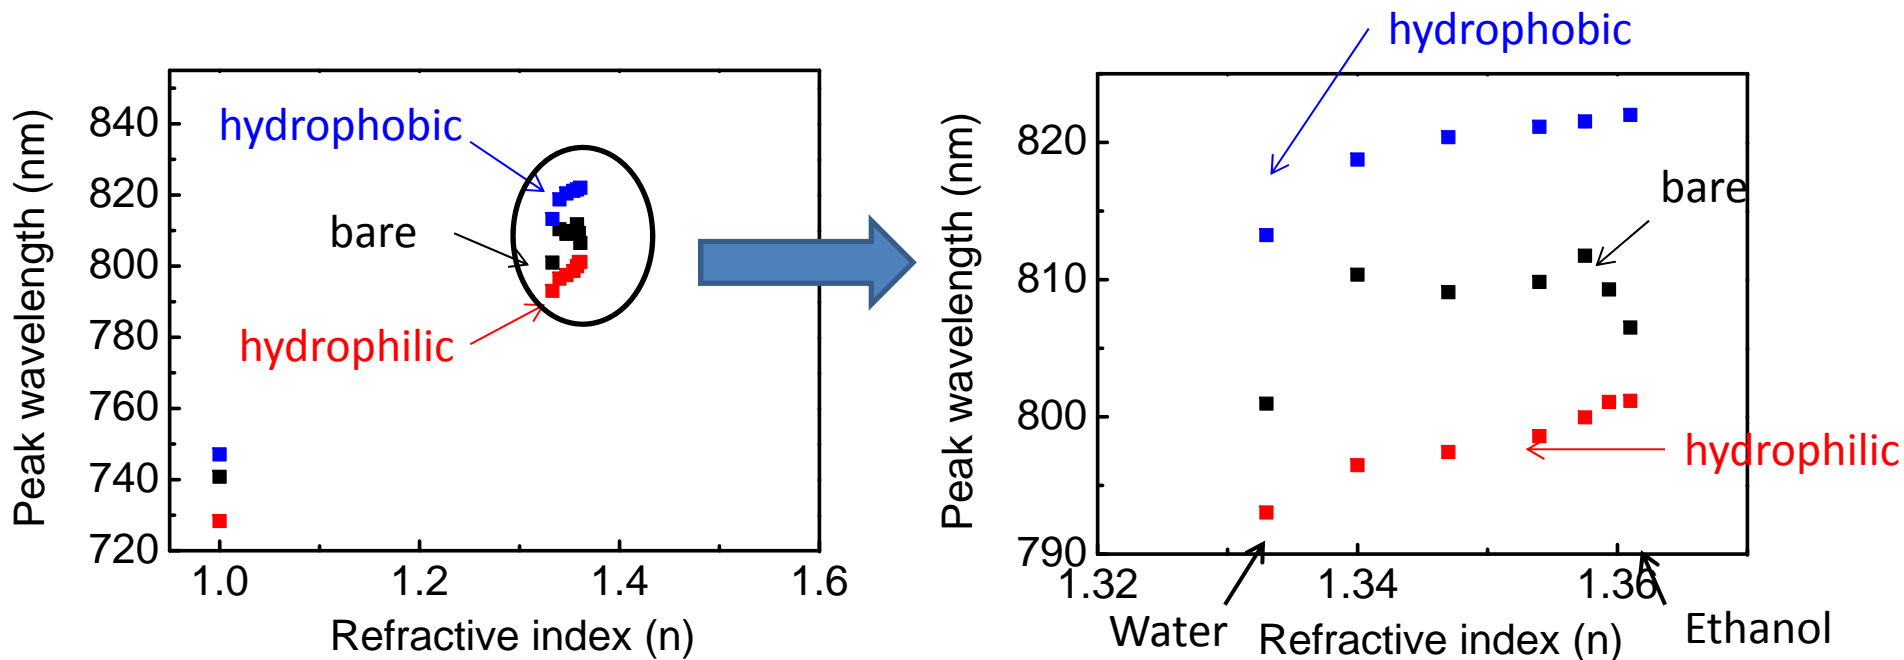 Peak wavelength (nm)
840
820
800
780
760
740
720
1.0
1.2
1.4
1.6
Refractive index (n)
hydrophobic
bare
hydrophilic
Peak wavelength (nm)
820
810
800
790
1.32
1.34
1.36
Refractive index (n)
hydrophobic
bare
hydrophilic
Water
Ethanol